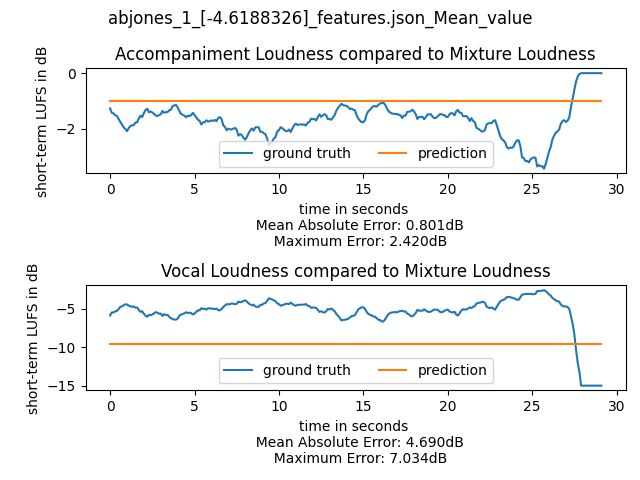 abjones_1_[-4.6188326]_features.json_Mean_value
Accompaniment Loudness compared to Mixture Loudness
short-term LUFS in dB
0
−2
ground truth
prediction
0 5 10 15 20 25 30
time in seconds
Mean Absolute Error: 0.801dB
Maximum Error: 2.420dB
Vocal Loudness compared to Mixture Loudness
short-term LUFS in dB
−5
−10
−15
ground truth
prediction
0 5 10 15 20 25 30
time in seconds
Mean Absolute Error: 4.690dB
Maximum Error: 7.034dB